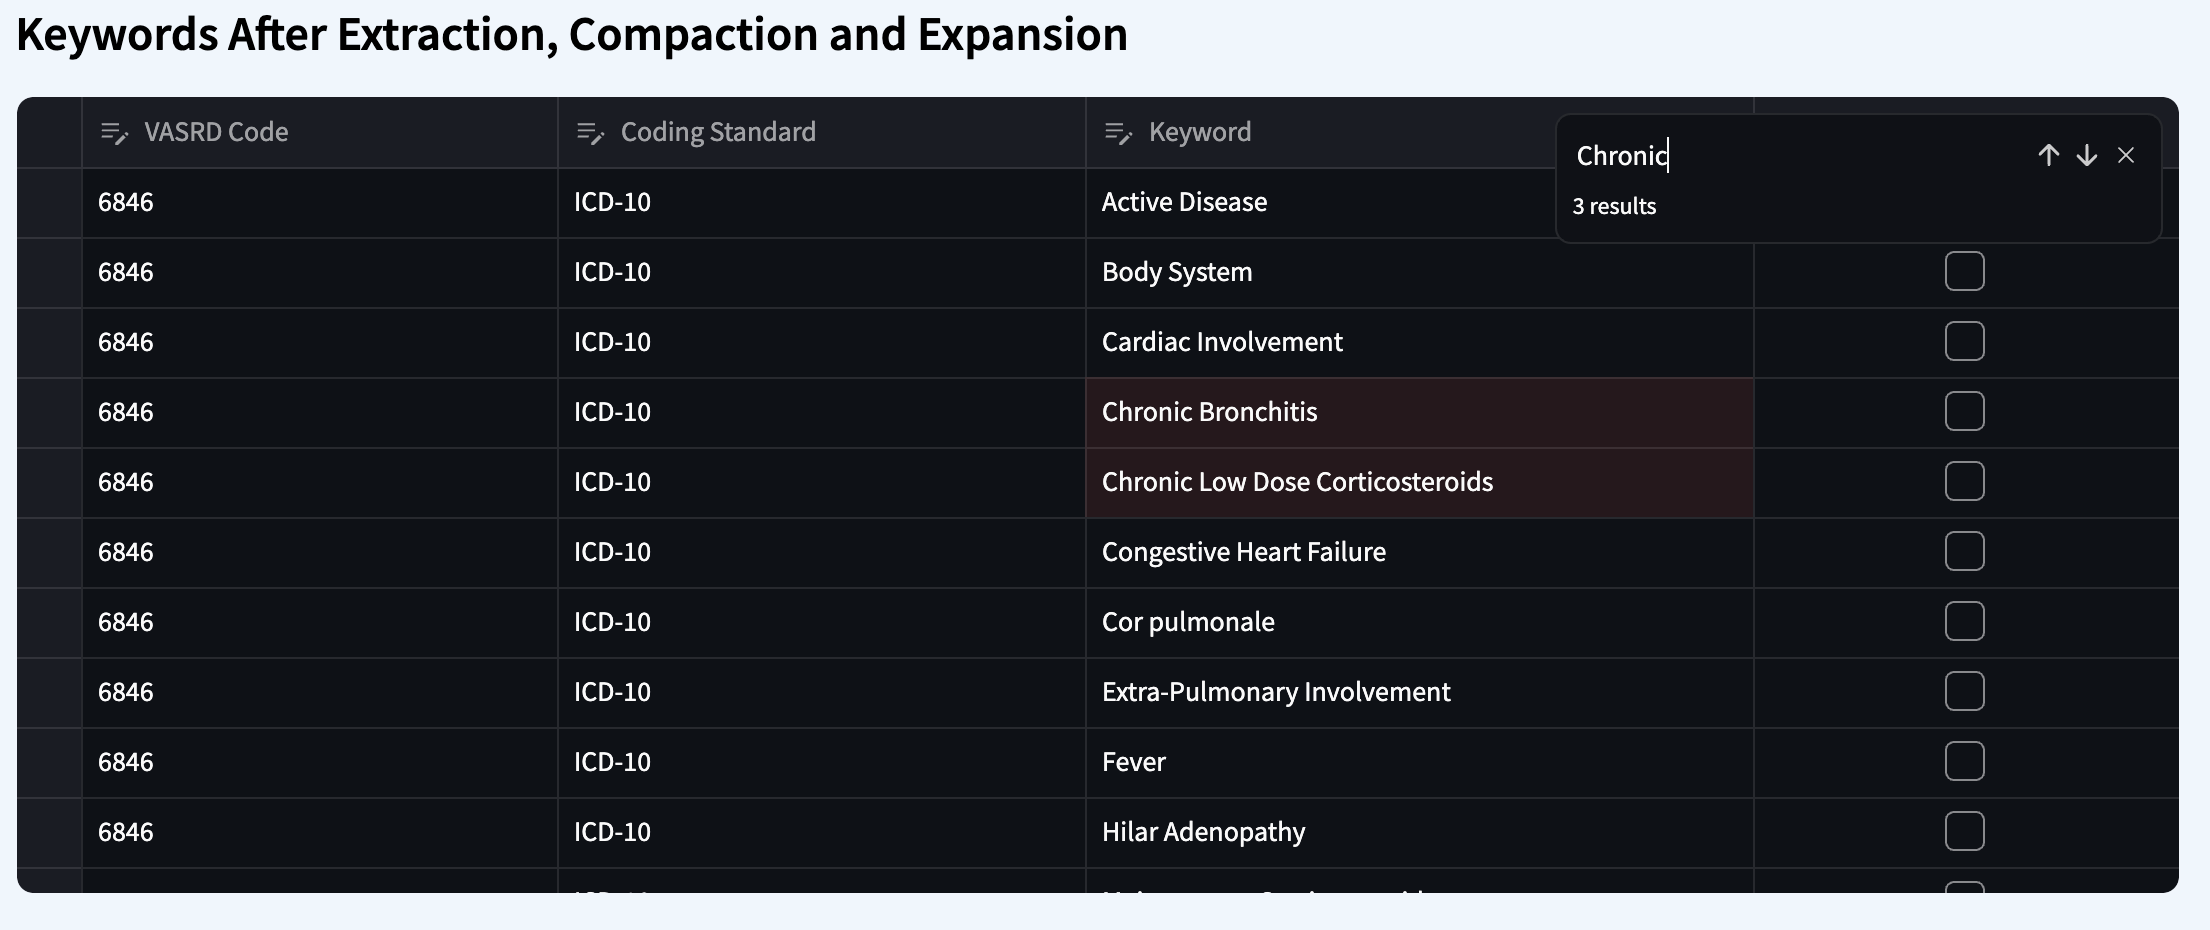 Keywords After Extraction, Compaction and Expansion
VASRD Code Coding Standard Keyword
Chronic
3 results
6846 ICD-10 Active Disease
6846 ICD-10 Body System
6846 ICD-10 Cardiac Involvement
6846 ICD-10 Chronic Bronchitis
6846 ICD-10 Chronic Low Dose Corticosteroids
6846 ICD-10 Congestive Heart Failure
6846 ICD-10 Cor pulmonale
6846 ICD-10 Extra-Pulmonary Involvement
6846 ICD-10 Fever
6846 ICD-10 Hilar Adenopathy